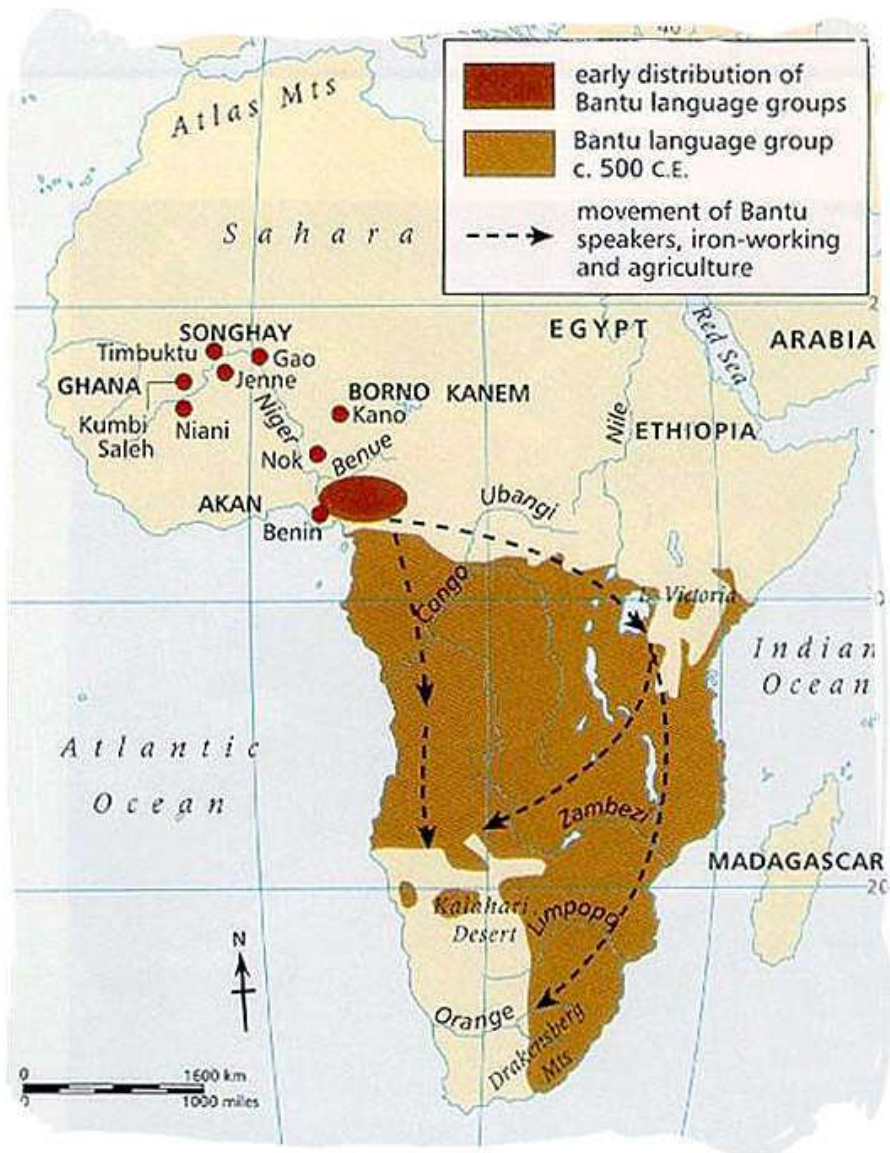 40°
early distribution of
Bantu language groups
Bantu language group
c. 500 C.E.
movement of Bantu
speakers, iron-working
and agriculture
Atlas Mts
Sahara
SONGHAY
Timbuktu
Gao
Jenne
GHANA
Kumbi
Saleh
Niani
Niger
BORNO KANEM
Kano
Nok
Benue
AKAN
Benin
EGYPT
Red Sea
ARABIA
Nile
ETHIOPIA
Ubangi
Congo
L. Victoria
Indian
Ocean
Atlantic
Ocean
Zambezi
MADAGASCAR
20
Kalahari
Desert
Limpopo
Orange
Drakensberg
Mts
N
0 1600 km
0 1000 miles